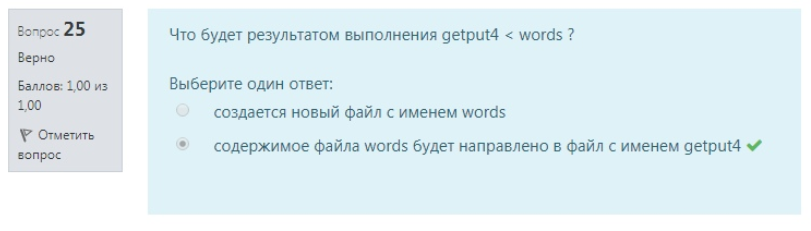 Вопрос 25
Верно
Баллов: 1,00 из
1,00
Отметить
вопрос
Что будет результатом выполнения getput4 < words ?
Выберите один ответ:
создается новый файл с именем words
содержимое файла words будет направлено в файл с именем getput4